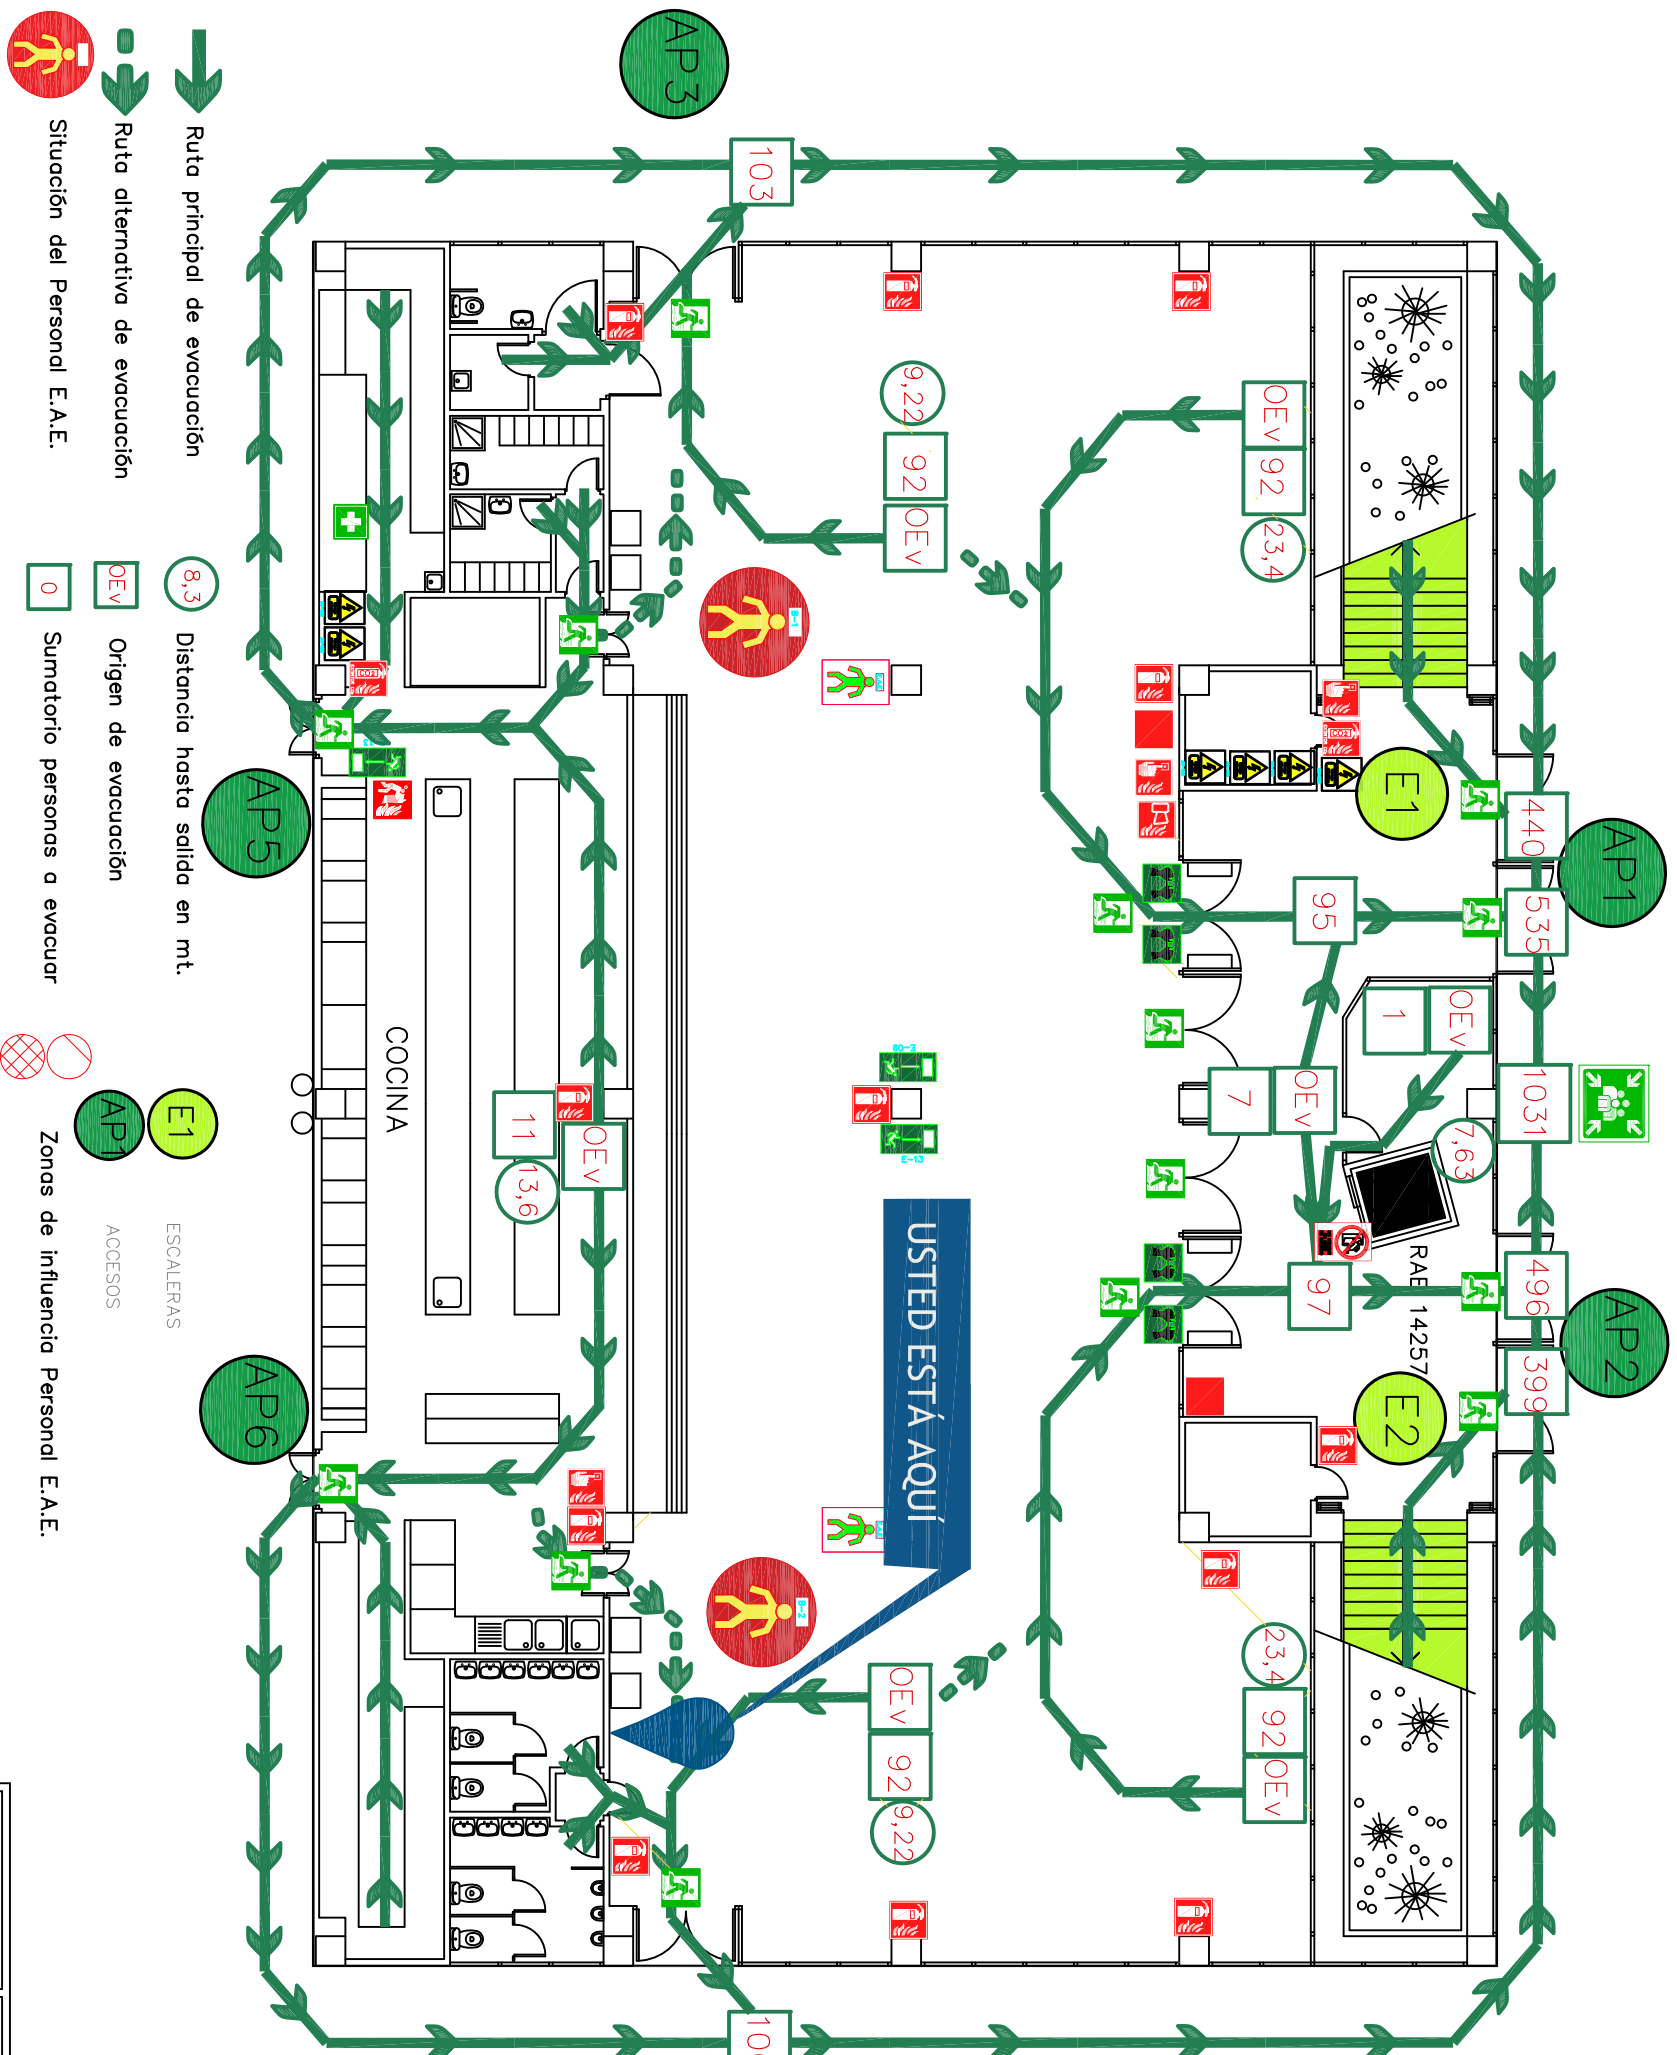 AP3
103
9,22
92
OEv
OEv
92
23,4
B-1
E1
440
AP1
535
95
1
OEv
1031
7
OEv
7,63
RAE 14257
97
496
AP2
399
E2
AP5
COCINA
11
OEv
13,6
AP6
E-13
USTED ESTÁ AQUÍ
B-2
OEv
92
9,22
23,4
92
OEv
Ruta principal de evacuación
Ruta alternativa de evacuación
Situación del Personal E.A.E.
8,3
Distancia hasta salida en mt.
OEv
Origen de evacuación
0
Sumatorio personas a evacuar
E1
ESCALERAS
AP1
ACCESOS
Zonas de influencia Personal E.A.E.